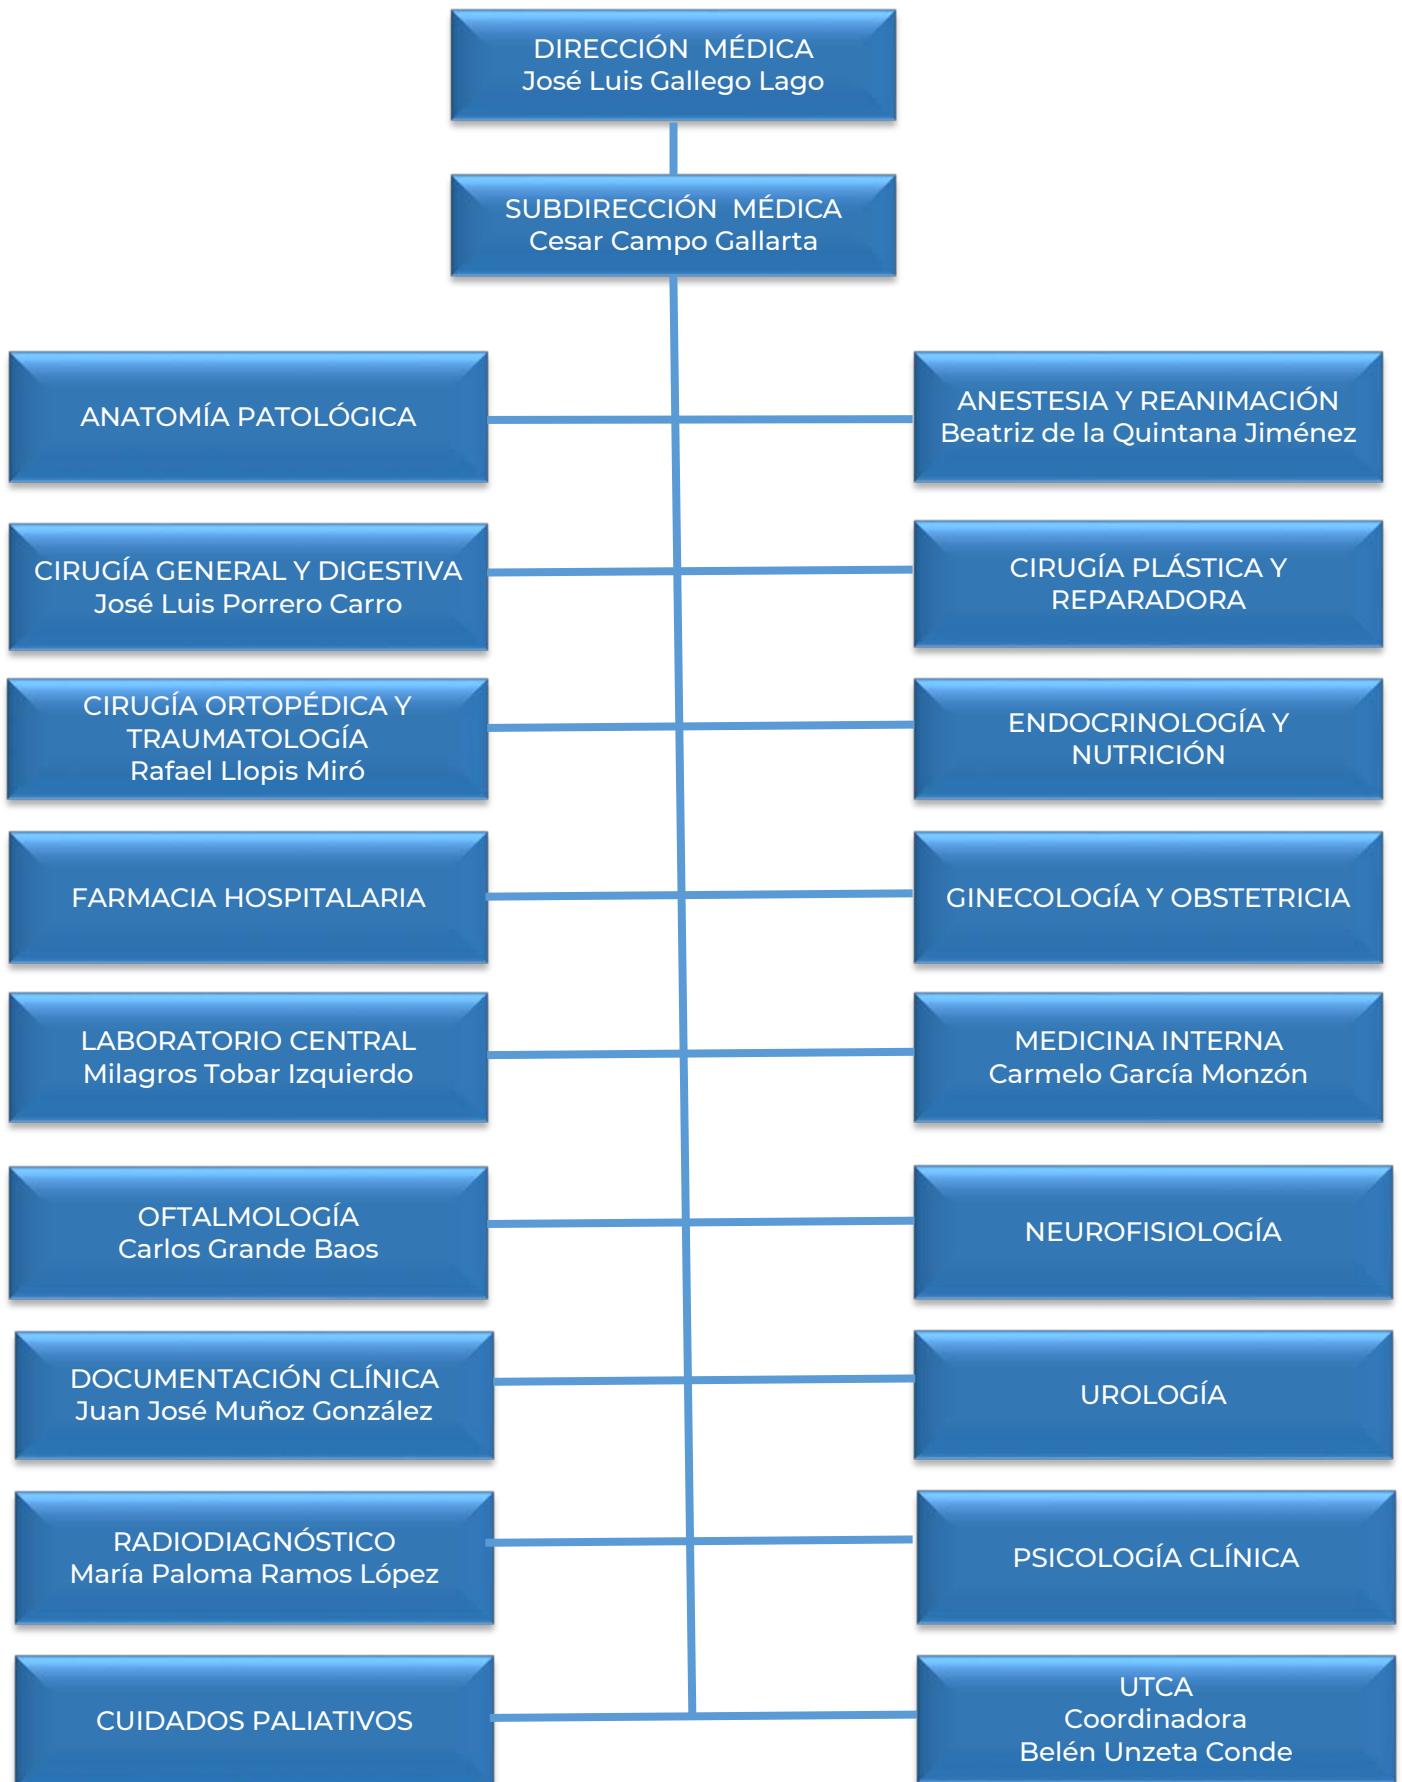 DIRECCIÓN MÉDICA
José Luis Gallego Lago
SUBDIRECCIÓN MÉDICA
Cesar Campo Gallarta
ANATOMÍA PATOLÓGICA
ANESTESIA Y REANIMACIÓN
Beatriz de la Quintana Jiménez
CIRUGÍA GENERAL Y DIGESTIVA
José Luis Porrero Carro
CIRUGÍA PLÁSTICA Y
REPARADORA
CIRUGÍA ORTOPÉDICA Y
TRAUMATOLOGÍA
Rafael Llopis Miró
ENDOCRINOLOGÍA Y
NUTRICIÓN
FARMACIA HOSPITALARIA
GINECOLOGÍA Y OBSTETRICIA
LABORATORIO CENTRAL
Milagros Tobar Izquierdo
MEDICINA INTERNA
Carmelo García Monzón
OFTALMOLOGÍA
Carlos Grande Baos
NEUROFISIOLOGÍA
DOCUMENTACIÓN CLÍNICA
Juan José Muñoz González
UROLOGÍA
RADIODIAGNÓSTICO
María Paloma Ramos López
PSICOLOGÍA CLÍNICA
CUIDADOS PALIATIVOS
UTCA
Coordinadora
Belén Unzeta Conde